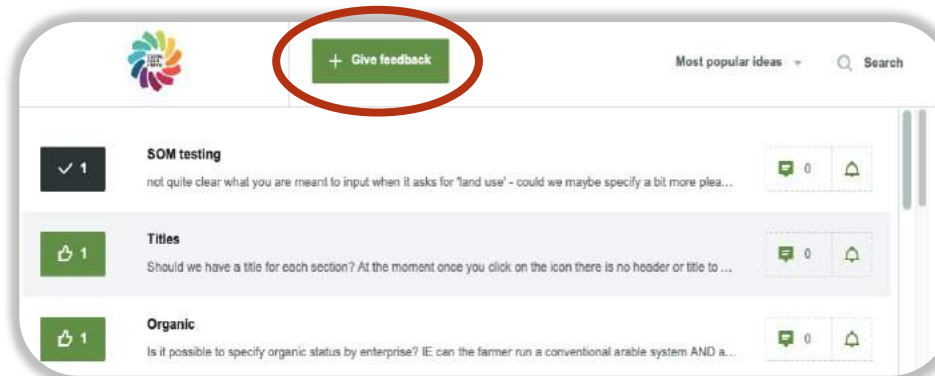 + Give feedback
Most popular ideas
Search
1
SOM testing
not quite clear what you are meant to input when it asks for 'land use' - could we maybe specify a bit more plea...
0
1
Titles
Should we have a title for each section? At the moment once you click on the icon there is no header or title to ...
0
1
Organic
Is it possible to specify organic status by enterprise? IE can the farmer run a conventional arable system AND a...
0